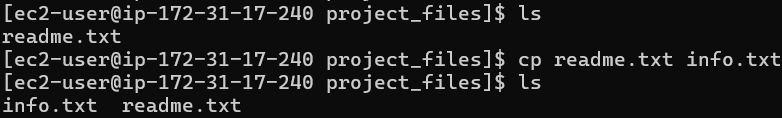 [ec2-user@ip-172-31-17-240 project_files]$ ls
readme.txt
[ec2-user@ip-172-31-17-240 project_files]$ cp readme.txt info.txt
[ec2-user@ip-172-31-17-240 project_files]$ ls
info.txt  readme.txt